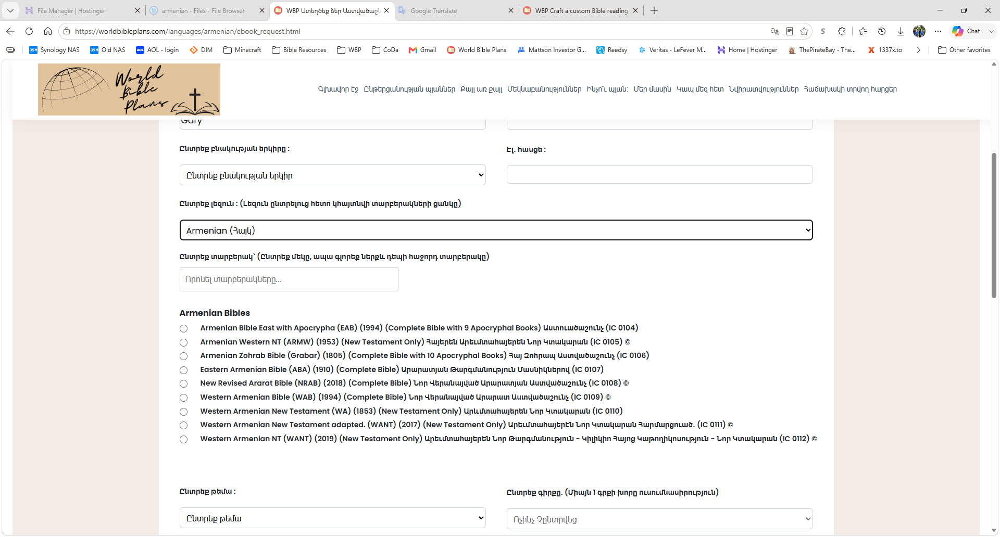 File Manager | Hostinger
armenian - Files - File Browser
WBP Ստեղծեք ձեր Աստվածաշն
Google Translate
WBP Craft a custom Bible reading
https://worldbibleplans.com/languages/armenian/ebook_request.html
Chat
DSM Synology NAS
DSM Old NAS
AOL AOL - login
DIM
Minecraft
Bible Resources
WBP
CoDa
Gmail
World Bible Plans
Mattson Investor G...
Reedsy
Veritas - LeFever M...
Home | Hostinger
ThePirateBay - The...
1337x.to
Other favorites
World
Bible
Plans
Գլխավոր էջ Ընթերցանության պլաններ Քայլ առ քայլ Մեկնաբանություններ Ինչո՞ւ պլան: Մեր մասին Կապ մեզ հետ Նվիրատվություններ Հաճախակի տրվող հարցեր
Gary
Ընտրեք բնակության երկիրը :
Էլ. հասցե :
Ընտրեք բնակության երկիր
Ընտրեք լեզուն : (Լեզուն ընտրելուց հետո կհայտնվի տարբերակների ցանկը)
Armenian (Հայկ)
Ընտրեք տարբերակ՝ (Ընտրեք մեկը, ապա գլորեք ներքև դեպի հաջորդ տարբերակը)
Որոնել տարբերակները...
Armenian Bibles
Armenian Bible East with Apocrypha (EAB) (1994) (Complete Bible with 9 Apocryphal Books) Աստուածաշունչ (IC 0104)
Armenian Western NT (ARMW) (1953) (New Testament Only) Հայերեն Արեւմտահայերեն Նոր Կտակարան (IC 0105) ©
Armenian Zohrab Bible (Grabar) (1805) (Complete Bible with 10 Apocryphal Books) Հայ Զոհրապ Աստվածաշունչ (IC 0106)
Eastern Armenian Bible (ABA) (1910) (Complete Bible) Արարատյան Թարգմանություն Մասնիկներով (IC 0107)
New Revised Ararat Bible (NRAB) (2018) (Complete Bible) Նոր Վերանայված Արարատյան Աստվածաշունչ (IC 0108) ©
Western Armenian Bible (WAB) (1994) (Complete Bible) Նոր Վերանայված Արարատ Աստվածաշունչ (IC 0109) ©
Western Armenian New Testament (WA) (1853) (New Testament Only) Արևմտահայերեն Նոր Կտակարան (IC 0110)
Western Armenian New Testament adapted. (WANT) (2017) (New Testament Only) Արեւմտահայերէն Նոր Կտակարան Հարմարցուած. (IC 0111) ©
Western Armenian NT (WANT) (2019) (New Testament Only) Արեւմտահայերեն Նոր Թարգմանություն - Կիլիկիո Հայոց Կաթողիկոսություն - Նոր Կտակարան (IC 0112) ©
Ընտրեք թեմա :
Ընտրեք գիրքը. (Միայն 1 գրքի խորը ուսումնասիրություն)
Ընտրեք թեմա
Ոչինչ Չընտրվեց